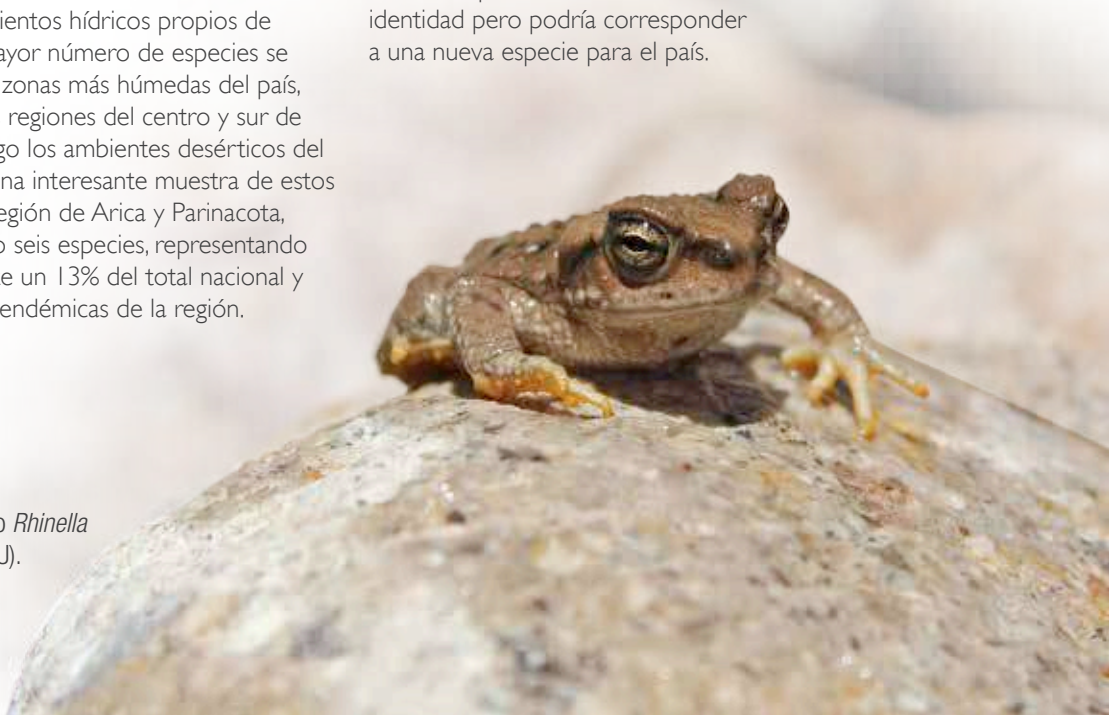 ientos hídricos propios de
ayor número de especies se
zonas más húmedas del país,
regiones del centro y sur de
go los ambientes desérticos del
na interesante muestra de estos
egión de Arica y Parinacota,
o seis especies, representando
e un 13% del total nacional y
endémicas de la región.
identidad pero podría corresponder
a una nueva especie para el país.
o Rhinella
J).